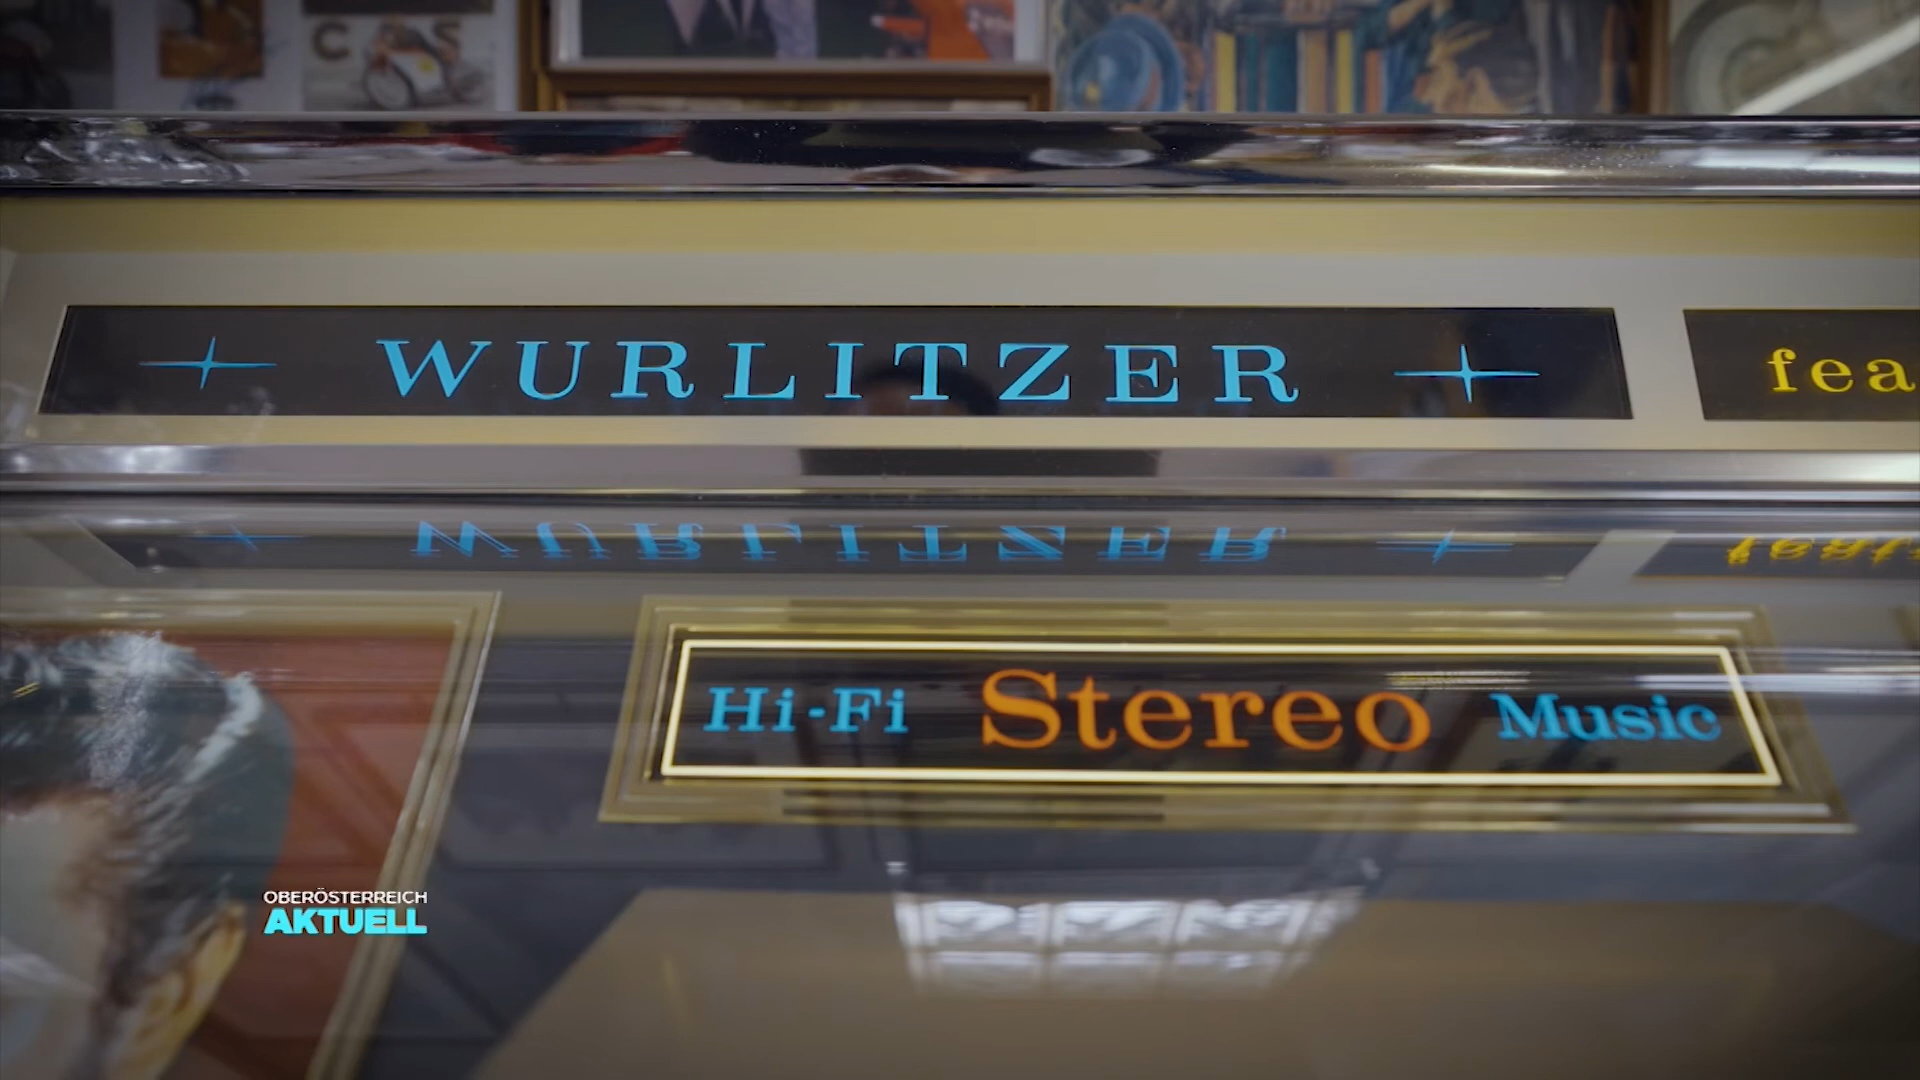 WURLITZER
fea
Hi-Fi Stereo Music
OBERÖSTERREICH
AKTUELL